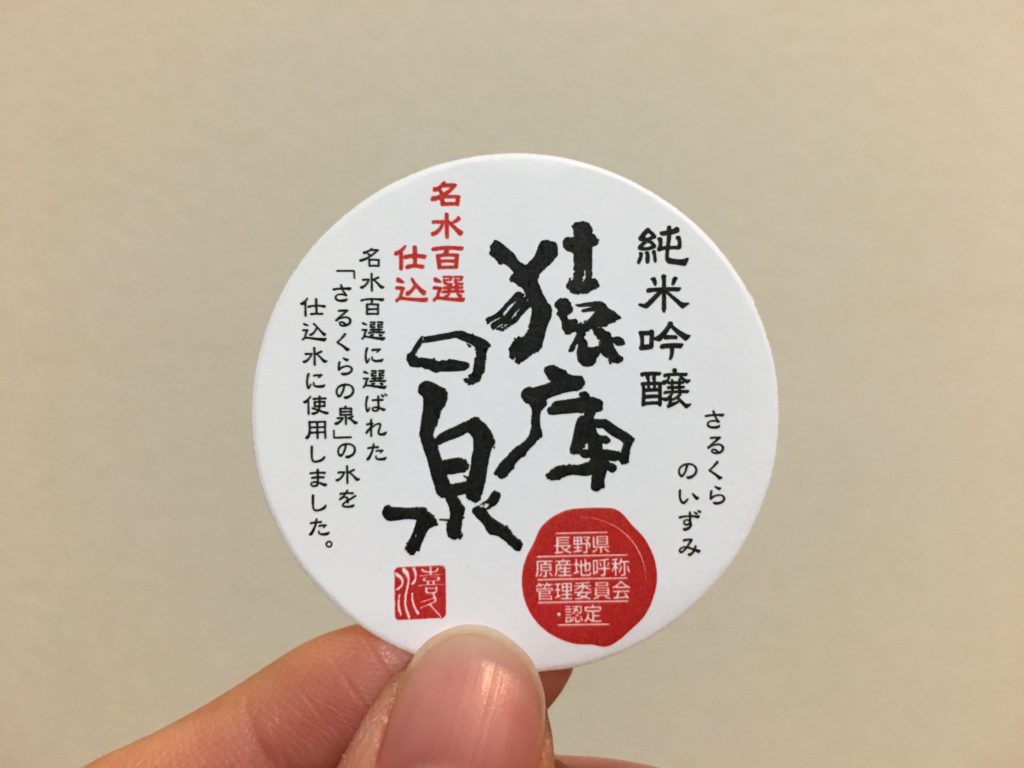 純米吟醸
さるくら
のいずみ
猿庫
の泉
名水百選
仕込
名水百選に選ばれた
「さるくらの泉」の水を
仕込水に使用しました。
長野県
原産地呼称
管理委員会
・認定